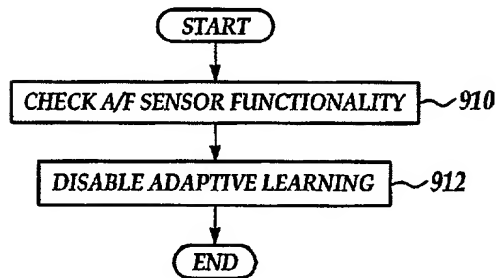 START
CHECK A/F SENSOR FUNCTIONALITY 910
DISABLE ADAPTIVE LEARNING 912
END